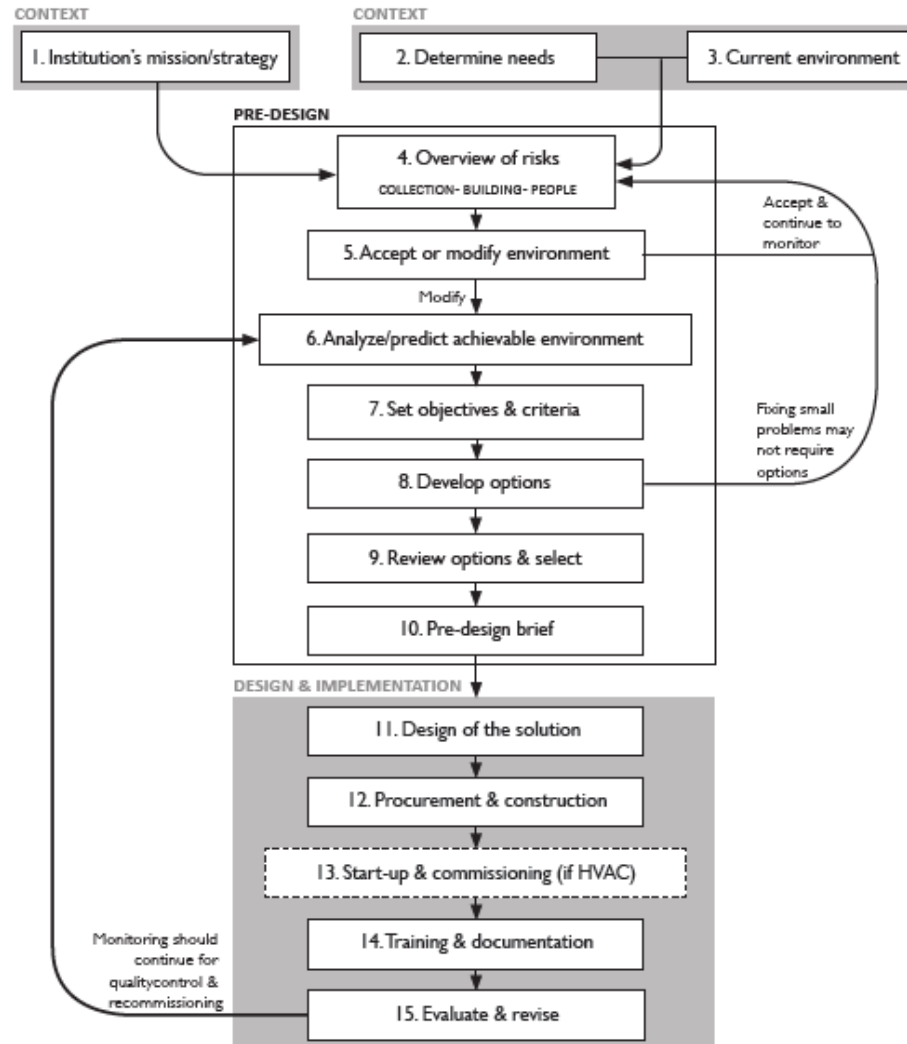 CONTEXT
CONTEXT
1. Institution's mission/strategy
2. Determine needs
3. Current environment
PRE-DESIGN
4. Overview of risks
COLLECTION- BUILDING- PEOPLE
Accept &
continue to
monitor
5. Accept or modify environment
Modify
6. Analyze/predict achievable environment
7. Set objectives & criteria
Fixing small
problems may
not require
options
8. Develop options
9. Review options & select
10. Pre-design brief
DESIGN & IMPLEMENTATION
11. Design of the solution
12. Procurement & construction
13. Start-up & commissioning (if HVAC)
14. Training & documentation
Monitoring should
continue for
qualitycontrol &
recommissioning
15. Evaluate & revise